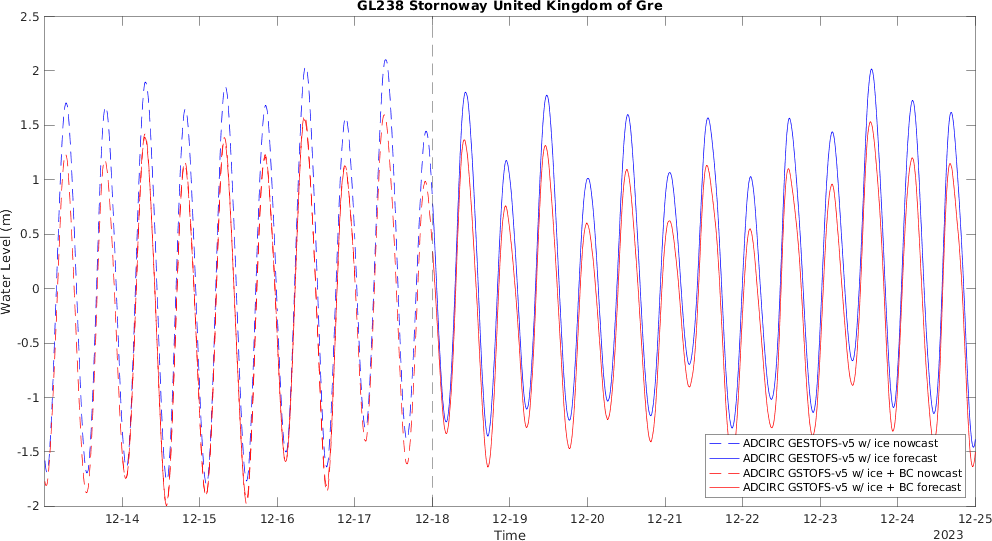 GL238 Stornoway United Kingdom of Gre
2.5
2
1.5
1
0.5
0
-0.5
-1
-1.5
-2
Water Level (m)
12-14 12-15 12-16 12-17 12-18 12-19 12-20 12-21 12-22 12-23 12-24 12-25
Time
2023
ADCIRC GESTOFS-v5 w/ ice nowcast
ADCIRC GESTOFS-v5 w/ ice forecast
ADCIRC GSTOFS-v5 w/ ice + BC nowcast
ADCIRC GSTOFS-v5 w/ ice + BC forecast